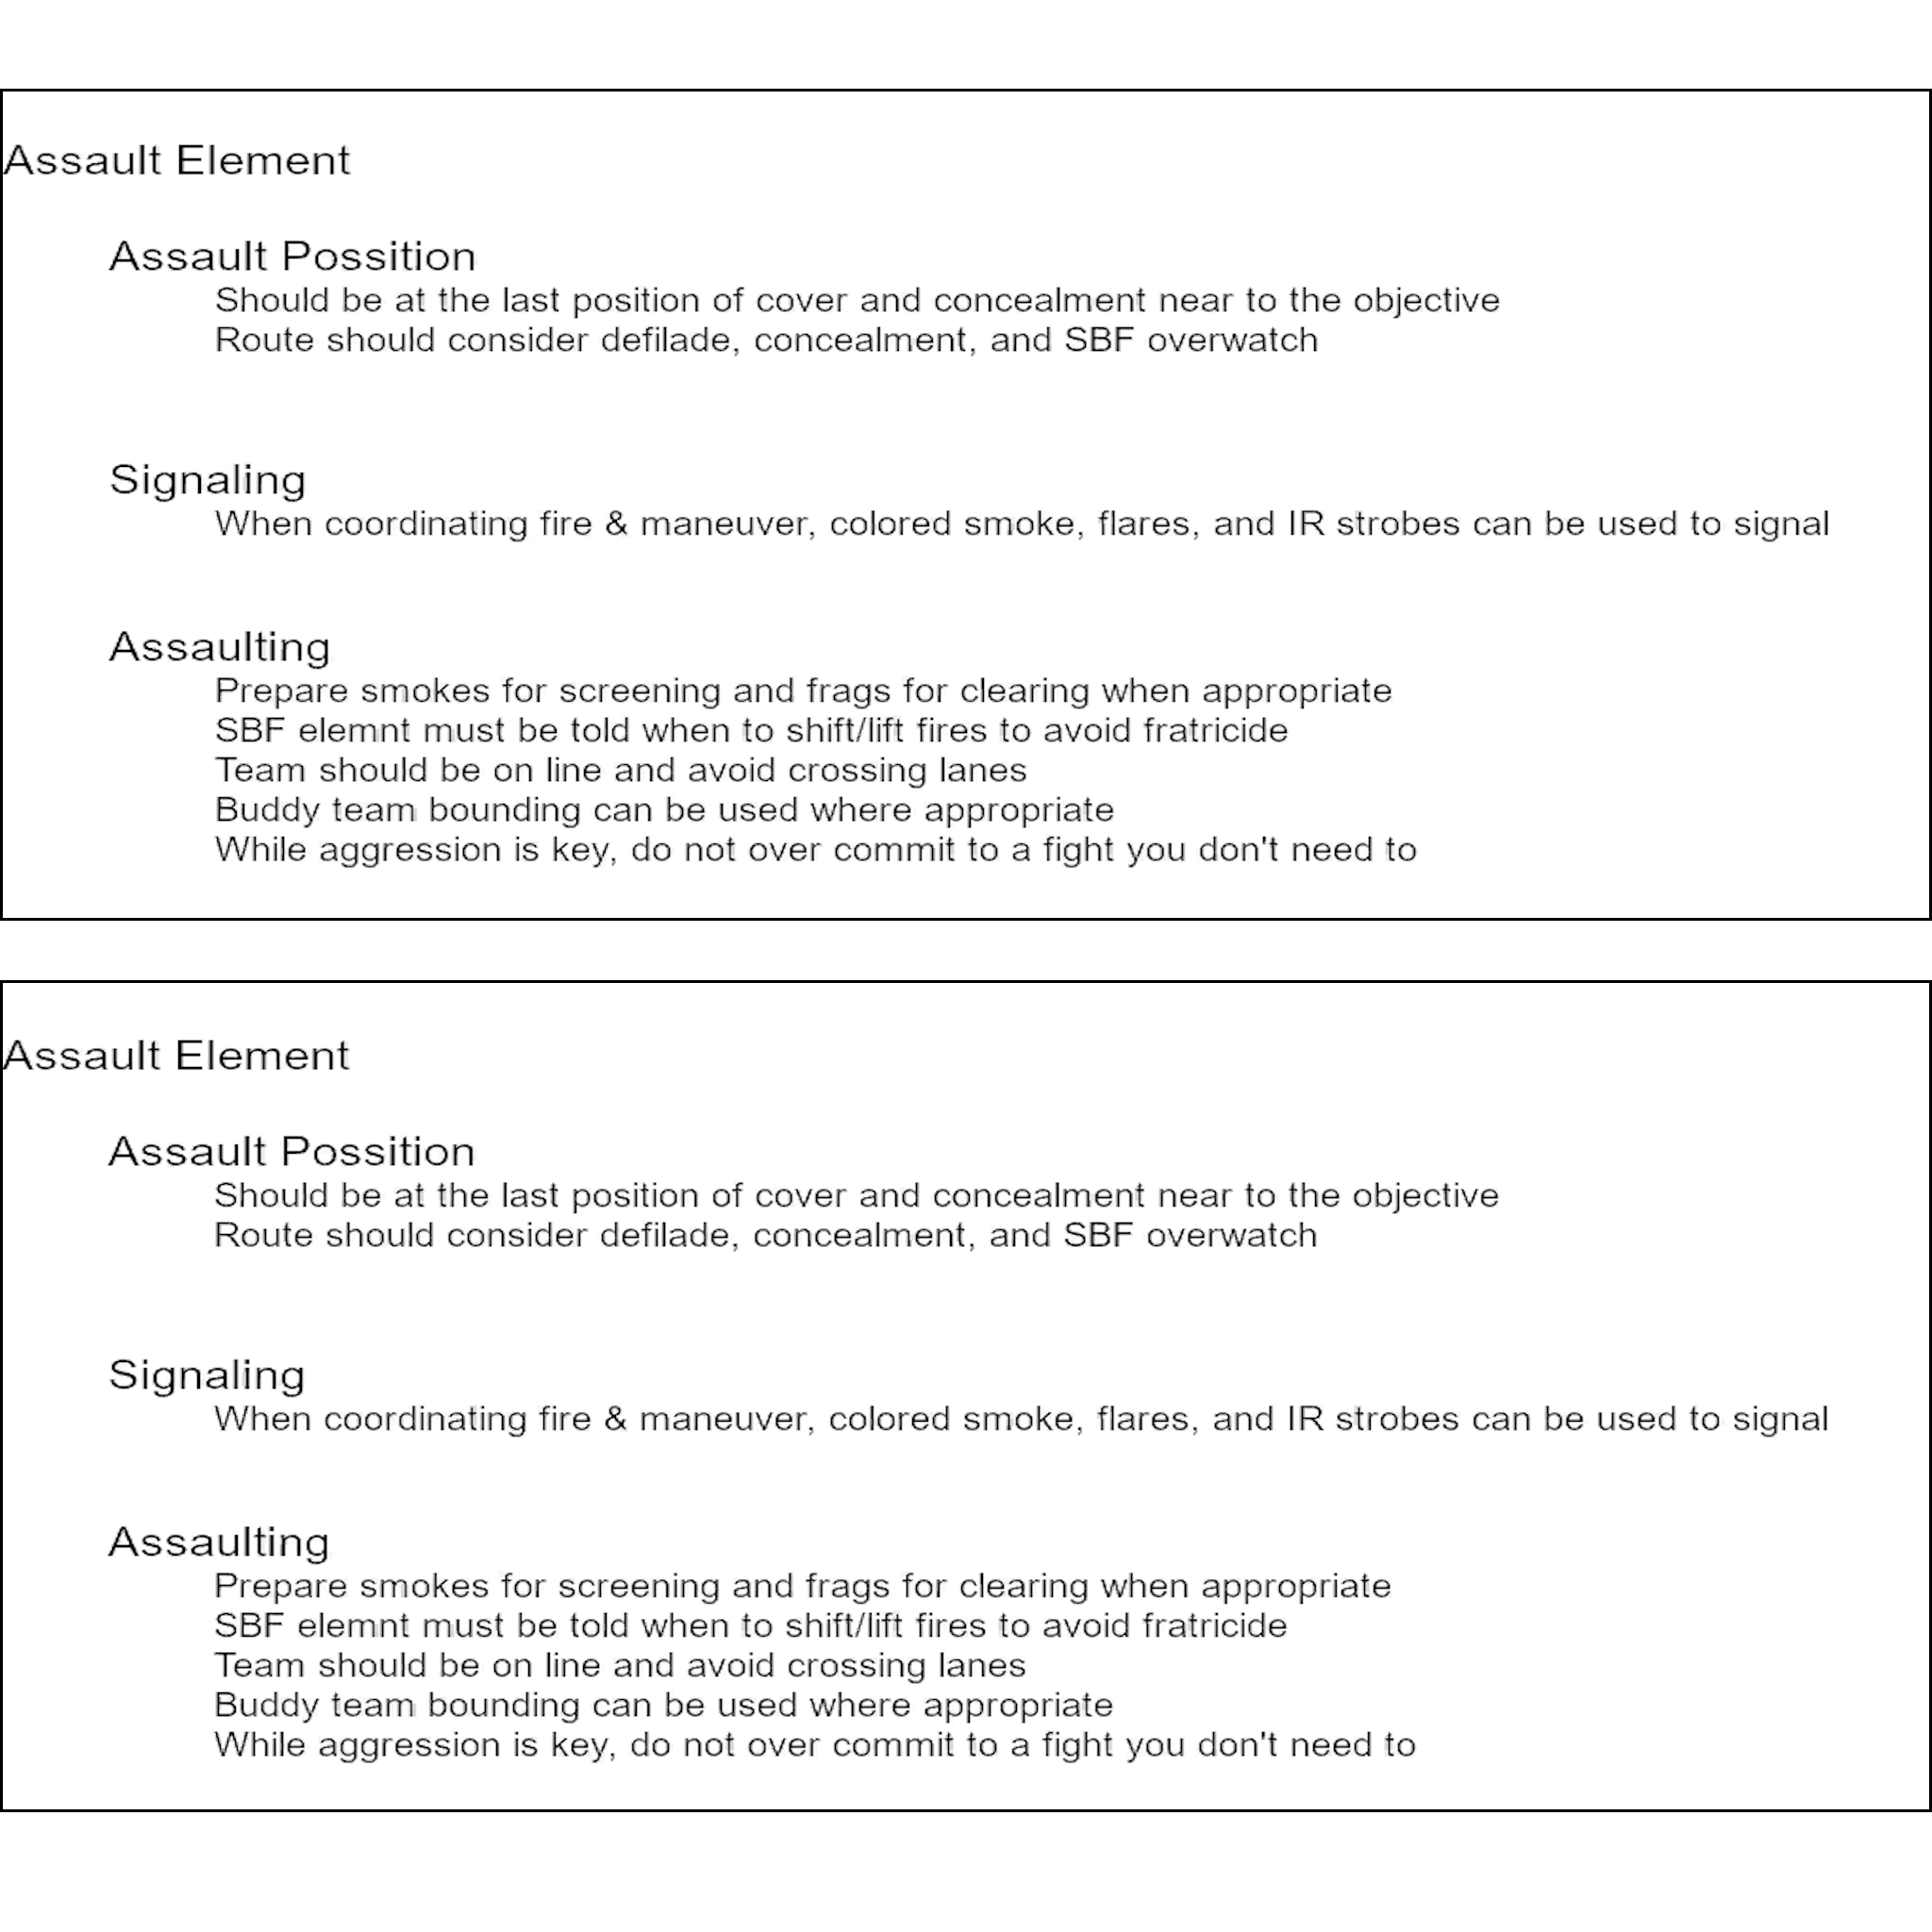 Assault Element
Assault Possition
Should be at the last position of cover and concealment near to the objective
Route should consider defilade, concealment, and SBF overwatch
Signaling
When coordinating fire & maneuver, colored smoke, flares, and IR strobes can be used to signal
Assaulting
Prepare smokes for screening and frags for clearing when appropriate
SBF elemnt must be told when to shift/lift fires to avoid fratricide
Team should be on line and avoid crossing lanes
Buddy team bounding can be used where appropriate
While aggression is key, do not over commit to a fight you don't need to
Assault Element
Assault Possition
Should be at the last position of cover and concealment near to the objective
Route should consider defilade, concealment, and SBF overwatch
Signaling
When coordinating fire & maneuver, colored smoke, flares, and IR strobes can be used to signal
Assaulting
Prepare smokes for screening and frags for clearing when appropriate
SBF elemnt must be told when to shift/lift fires to avoid fratricide
Team should be on line and avoid crossing lanes
Buddy team bounding can be used where appropriate
While aggression is key, do not over commit to a fight you don't need to